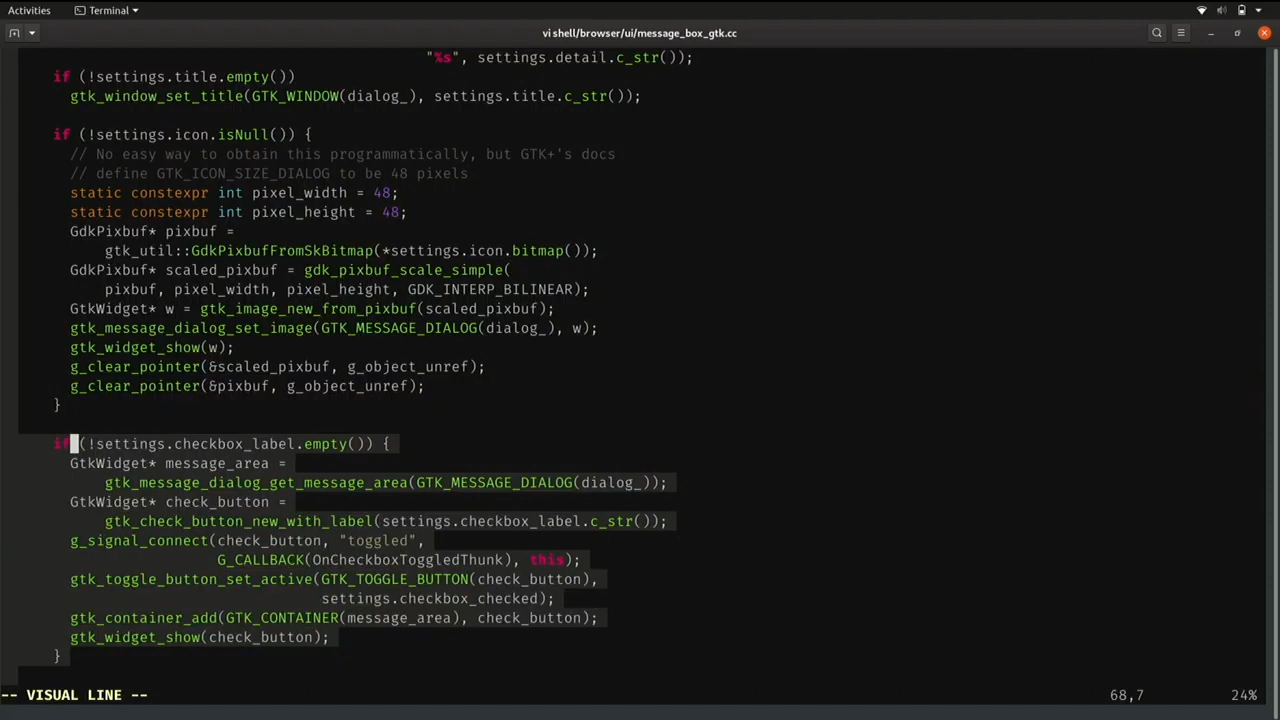 Activities
Terminal
vi shell/browser/ui/message_box_gtk.cc
"%s", settings.detail.c_str());
if (!settings.title.empty())
gtk_window_set_title(GTK_WINDOW(dialog_), settings.title.c_str());
if (!settings.icon.isNull()) {
// No easy way to obtain this programmatically, but GTK+'s docs
// define GTK_ICON_SIZE_DIALOG to be 48 pixels
static constexpr int pixel_width = 48;
static constexpr int pixel_height = 48;
GdkPixbuf* pixbuf =
gtk_util::GdkPixbufFromSkBitmap(*settings.icon.bitmap());
GdkPixbuf* scaled_pixbuf = gdk_pixbuf_scale_simple(
pixbuf, pixel_width, pixel_height, GDK_INTERP_BILINEAR);
GtkWidget* w = gtk_image_new_from_pixbuf(scaled_pixbuf);
gtk_message_dialog_set_image(GTK_MESSAGE_DIALOG(dialog_), w);
gtk_widget_show(w);
g_clear_pointer(&scaled_pixbuf, g_object_unref);
g_clear_pointer(&pixbuf, g_object_unref);
}
if (!settings.checkbox_label.empty()) {
GtkWidget* message_area =
gtk_message_dialog_get_message_area(GTK_MESSAGE_DIALOG(dialog_));
GtkWidget* check_button =
gtk_check_button_new_with_label(settings.checkbox_label.c_str());
g_signal_connect(check_button, "toggled",
G_CALLBACK(OnCheckboxToggledThunk), this);
gtk_toggle_button_set_active(GTK_TOGGLE_BUTTON(check_button),
settings.checkbox_checked);
gtk_container_add(GTK_CONTAINER(message_area), check_button);
gtk_widget_show(check_button);
}
-- VISUAL LINE --
68,7
24%